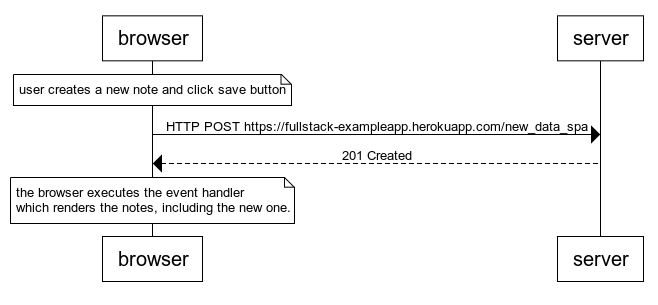 browser
server
user creates a new note and click save button
HTTP POST https://fullstack-exampleapp.herokuapp.com/new_data_spa
201 Created
the browser executes the event handler
which renders the notes, including the new one.
browser
server